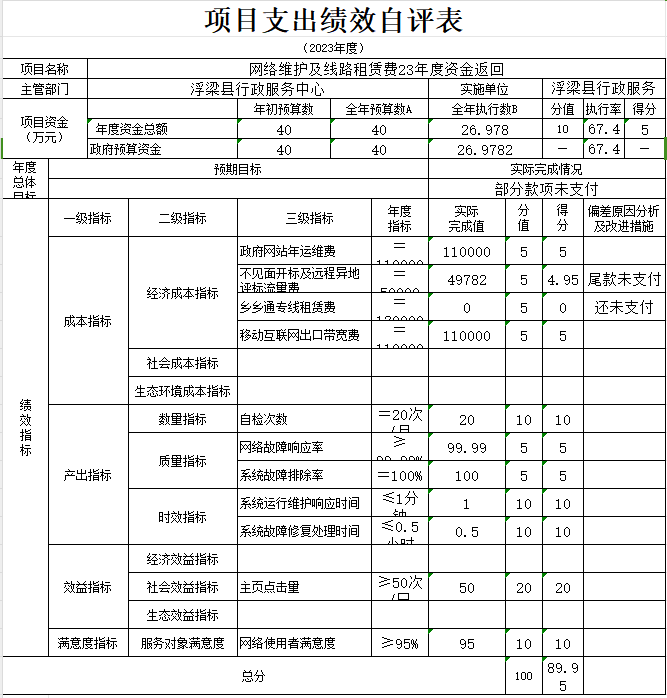 项目支出绩效自评表
（2023年度）
项目名称 网络维护及线路租赁费23年度资金返回
主管部门 浮梁县行政服务中心 实施单位 浮梁县行政服务
项目资金（万元） 年初预算数 全年预算数A 全年执行数B 分值 执行率 得分
年度资金总额 40 40 26.978 10 67.4 5
政府预算资金 40 40 26.9782 — 67.4 —
年度总体目标 预期目标 实际完成情况
部分款项未支付
绩效指标 一级指标 二级指标 三级指标 年度指标 实际完成值 分值 得分 偏差原因分析及改进措施
成本指标 经济成本指标 政府网站年运维费 ＝ 110000 5 5
不见面开标及远程异地评标流量费 ＝ 49782 5 4.95 尾款未支付
乡乡通专线租赁费 ＝ 0 5 0 还未支付
移动互联网出口带宽费 ＝ 110000 5 5
社会成本指标
生态环境成本指标
产出指标 数量指标 自检次数 ＝20次 20 10 10
质量指标 网络故障响应率 ≥ 99.99 5 5
系统故障排除率 ＝100% 100 5 5
时效指标 系统运行维护响应时间 ≤1分钟 1 10 10
系统故障修复处理时间 ≤0.5小时 0.5 10 10
效益指标 经济效益指标
社会效益指标 主页点击量 ≥50次 50 20 20
生态效益指标
满意度指标 服务对象满意度 网络使用者满意度 ≥95% 95 10 10
总分 100 89.95